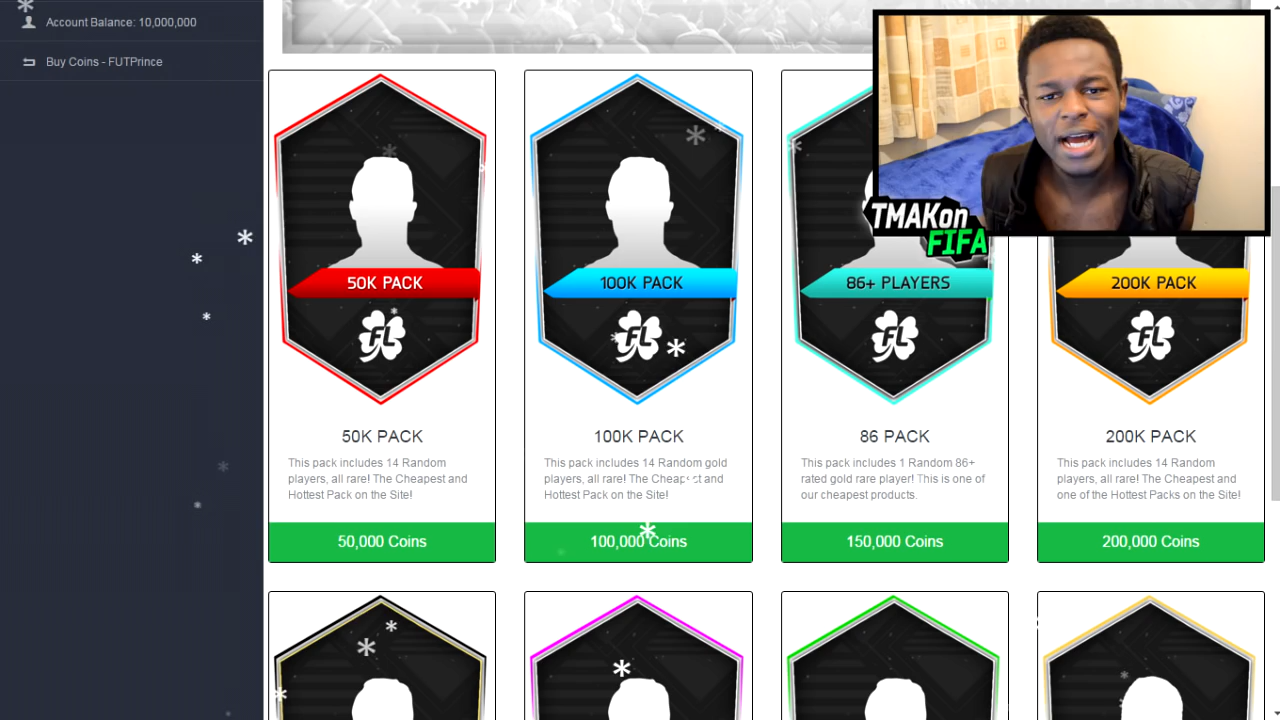 Account Balance: 10,000,000
Buy Coins - FUTPrince
TMAKon
FIFA
50K PACK
100K PACK
86+ PLAYERS
200K PACK
FL
FL
FL
FL
50K PACK
This pack includes 14 Random
players, all rare! The Cheapest and
Hottest Pack on the Site!
50,000 Coins
100K PACK
This pack includes 14 Random gold
players, all rare! The Cheapest and
Hottest Pack on the Site!
100,000 Coins
86 PACK
This pack includes 1 Random 86+
rated gold rare player! This is one of
our cheapest products.
150,000 Coins
200K PACK
This pack includes 14 Random
players, all rare! The Cheapest and
one of the Hottest Packs on the Site!
200,000 Coins